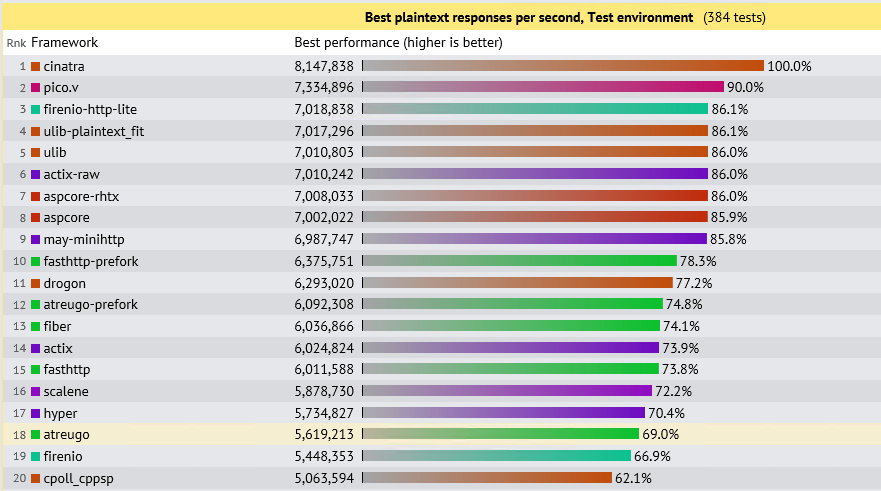 Best plaintext responses per second, Test environment (384 tests)
Rnk Framework Best performance (higher is better)
1 cinatra 8,147,838 100.0%
2 pico.v 7,334,896 90.0%
3 firenio-http-lite 7,018,838 86.1%
4 ulib-plaintext_fit 7,017,296 86.1%
5 ulib 7,010,803 86.0%
6 actix-raw 7,010,242 86.0%
7 aspcore-rhtx 7,008,033 86.0%
8 aspcore 7,002,022 85.9%
9 may-minihttp 6,987,747 85.8%
10 fasthttp-prefork 6,375,751 78.3%
11 drogon 6,293,020 77.2%
12 atreugo-prefork 6,092,308 74.8%
13 fiber 6,036,866 74.1%
14 actix 6,024,824 73.9%
15 fasthttp 6,011,588 73.8%
16 scalene 5,878,730 72.2%
17 hyper 5,734,827 70.4%
18 atreugo 5,619,213 69.0%
19 firenio 5,448,353 66.9%
20 cpoll_cppsp 5,063,594 62.1%